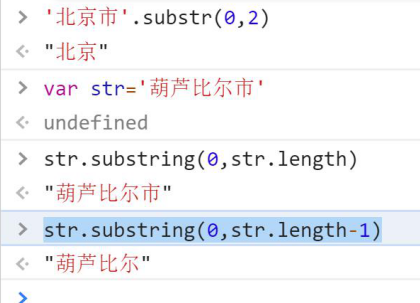 > '北京市'.substr(0,2)
< "北京"
> var str='葫芦比尔市'
< undefined
> str.substring(0,str.length)
< "葫芦比尔市"
> str.substring(0,str.length-1)
< "葫芦比尔"
>